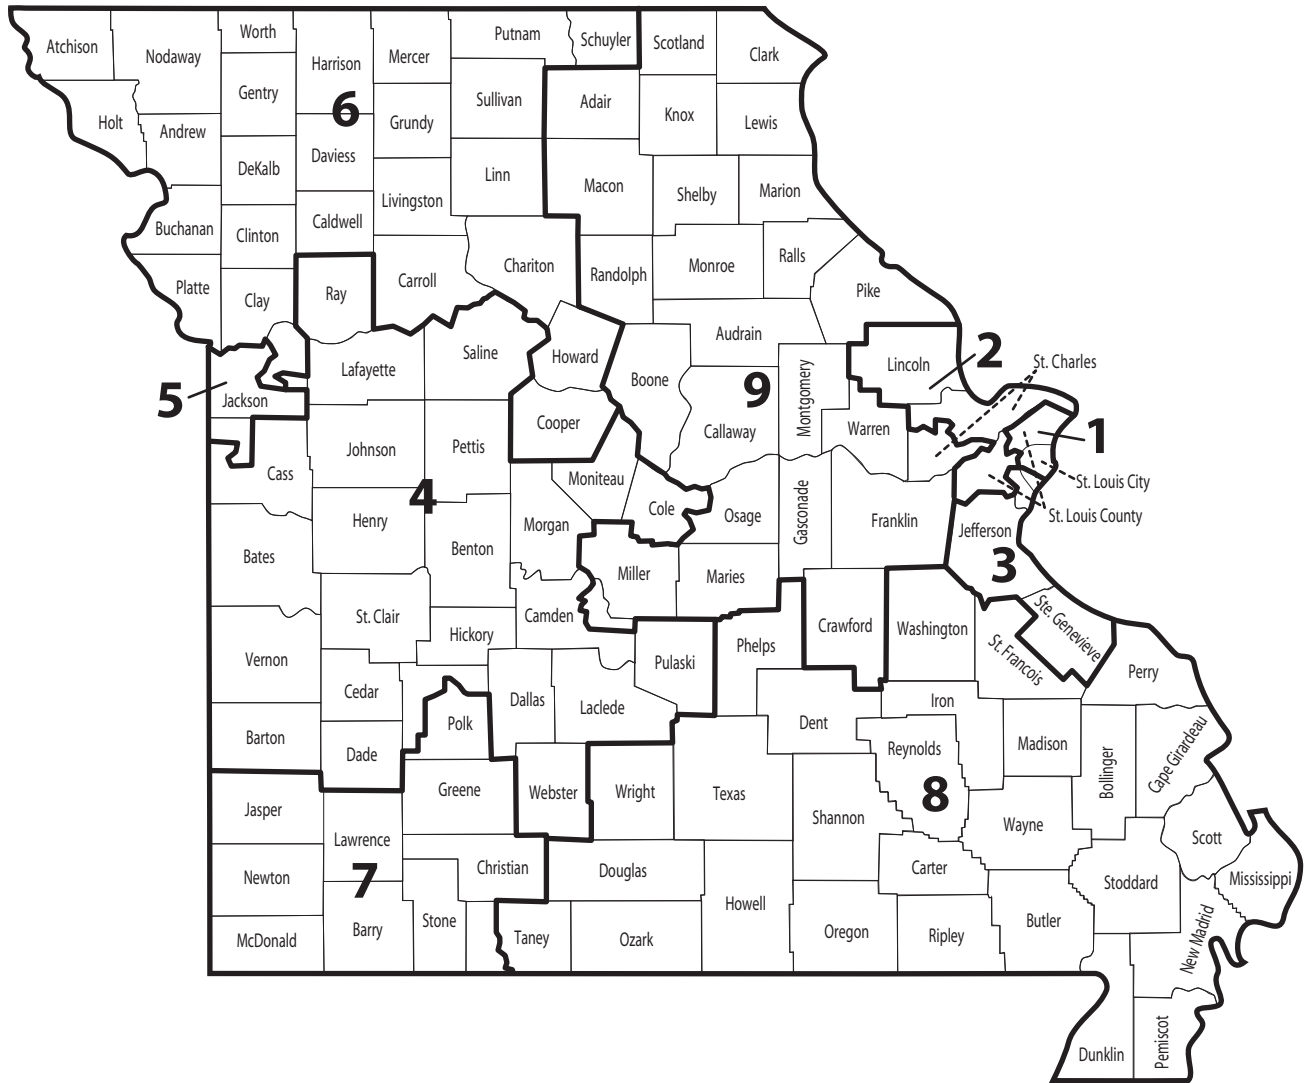 Atchison
Nodaway
Worth
Harrison
Mercer
Putnam
Schuyler
Scotland
Clark
Gentry
6
Sullivan
Adair
Knox
Lewis
Holt
Andrew
Grundy
DeKalb
Daviess
Linn
Macon
Shelby
Marion
Livingston
Buchanan
Clinton
Caldwell
Chariton
Randolph
Monroe
Ralls
Platte
Clay
Ray
Carroll
Pike
Audrain
Saline
Howard
Lincoln
2
St. Charles
Lafayette
Boone
9
Montgomery
5
Jackson
Cooper
Callaway
Warren
1
Johnson
Pettis
Cass
Moniteau
St. Louis City
4
Cole
Osage
Gasconade
Franklin
St. Louis County
Henry
Morgan
Jefferson
Bates
Benton
Miller
Maries
3
St. Clair
Camden
Crawford
Washington
Ste. Genevieve
Hickory
Phelps
St. Francois
Vernon
Pulaski
Perry
Cedar
Dallas
Laclede
Iron
Polk
Dent
Barton
Dade
Reynolds
Madison
Bollinger
Cape Girardeau
Greene
Webster
Wright
Texas
8
Jasper
Shannon
Wayne
Lawrence
Scott
Newton
7
Christian
Douglas
Carter
Stoddard
Mississippi
Howell
McDonald
Barry
Stone
Taney
Ozark
Oregon
Ripley
Butler
New Madrid
Dunklin
Pemiscot